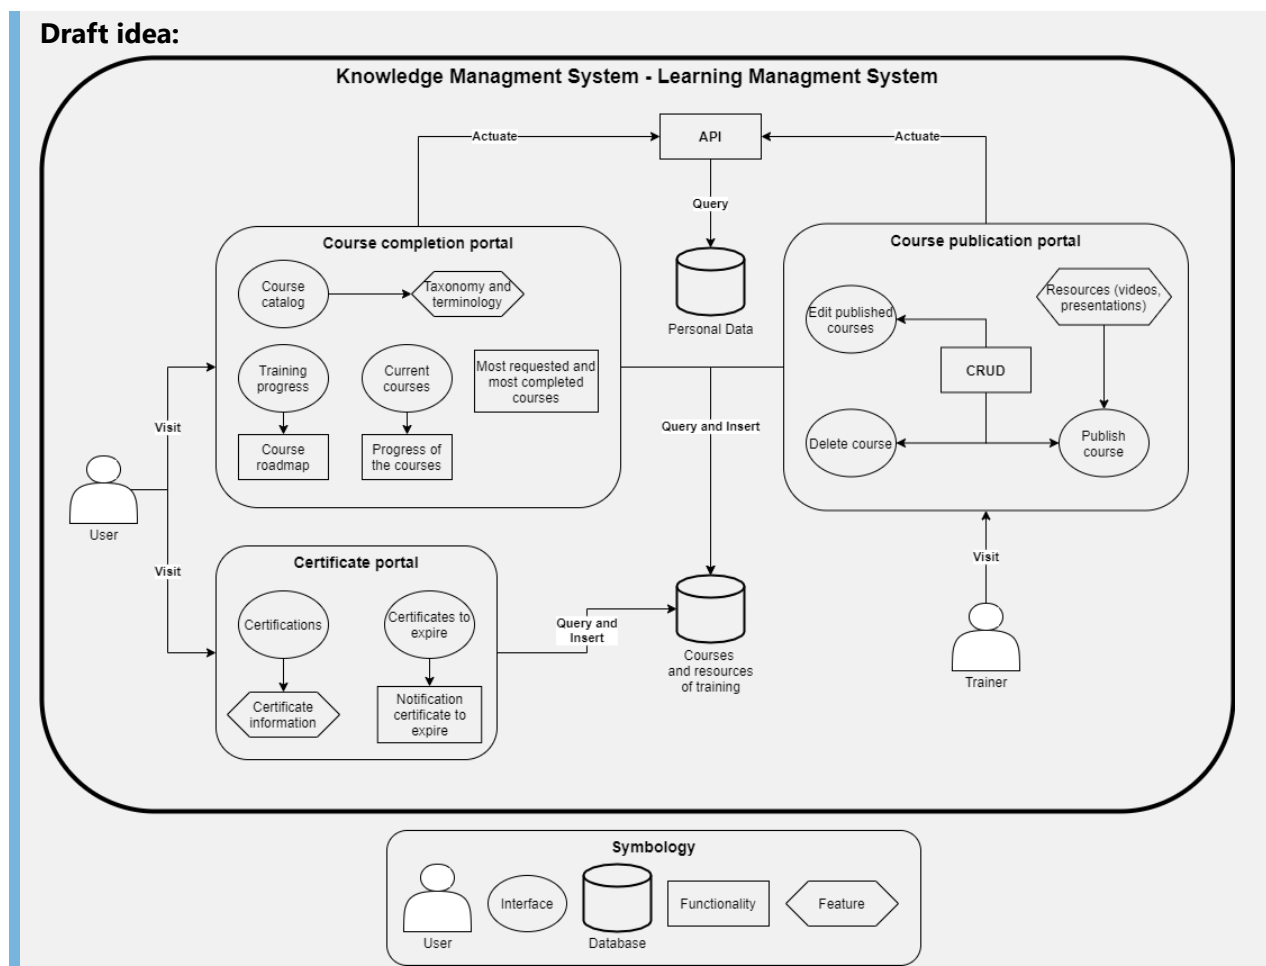 Draft idea:
Knowledge Managment System - Learning Managment System
Actuate
API
Actuate
Query
Personal Data
Course completion portal
Course
catalog
Taxonomy and
terminology
Training
progress
Current
courses
Most requested and
most completed
courses
Course
roadmap
Progress of
the courses
Course publication portal
Resources (videos,
presentations)
Edit published
courses
CRUD
Delete course
Publish
course
Visit
User
Visit
Query and Insert
Certificate portal
Certifications
Certificates to
expire
Certificate
information
Notification
certificate to
expire
Query and
Insert
Courses
and resources
of training
Visit
Trainer
Symbology
User
Interface
Database
Functionality
Feature